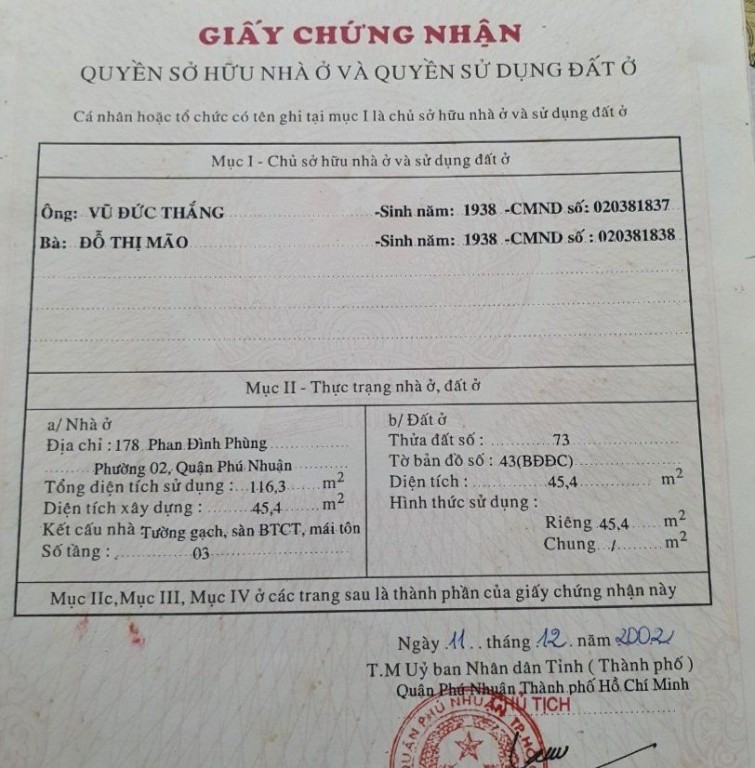 GIẤY CHỨNG NHẬN
QUYỀN SỞ HỮU NHÀ Ở VÀ QUYỀN SỬ DỤNG ĐẤT Ở
Cá nhân hoặc tổ chức có tên ghi tại mục I là chủ sở hữu nhà ở và sử dụng đất ở
Mục I - Chủ sở hữu nhà ở và sử dụng đất ở
Ông: VŨ ĐỨC THẮNG -Sinh năm: 1938 -CMND số: 020381837
Bà: ĐỖ THỊ MÃO -Sinh năm: 1938 -CMND số : 020381838
Mục II - Thực trạng nhà ở, đất ở
a/ Nhà ở
Địa chỉ : 178 Phan Đình Phùng
Phường 02, Quận Phú Nhuận
Tổng diện tích sử dụng : 116,3 m2
Diện tích xây dựng : 45,4 m2
Kết cấu nhà Tường gạch, sàn BTCT, mái tôn
Số tầng : 03
b/ Đất ở
Thửa đất số : 73
Tờ bản đồ số : 43(BĐĐC)
Diện tích : 45,4 m2
Hình thức sử dụng :
Riêng 45,4 m2
Chung / m2
Mục IIc,Mục III, Mục IV ở các trang sau là thành phần của giấy chứng nhận này
Ngày 11 tháng 12 năm 2002
T.M Uỷ ban Nhân dân Tỉnh ( Thành phố )
Quận Phú Nhuận Thành phố Hồ Chí Minh
CHỦ TỊCH
QUẬN PHÚ NHUẬN TP.HỒ